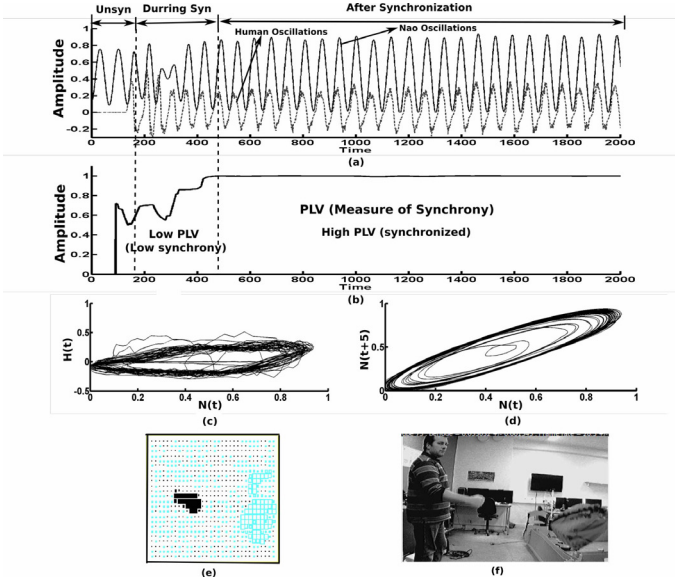 Unsyn Durring Syn After Synchronization
Human Oscillations Nao Oscillations
Amplitude
1
0.8
0.6
0.4
0.2
0
-0.2
0 200 400 600 800 1000 1200 1400 1600 1800 2000
Time
(a)
Amplitude
1
0.8
0.6
0.4
0.2
0
PLV (Measure of Synchrony)
Low PLV
(Low synchrony)
High PLV (synchronized)
0 200 400 600 800 1000 1200 1400 1600 1800 2000
Time
(b)
H(t)
1
0.5
0
-0.5
0 0.2 0.4 0.6 0.8 1
N(t)
(c)
N(t+5)
1
0.5
0
0 0.2 0.4 0.6 0.8 1
N(t)
(d)
(e)
(f)